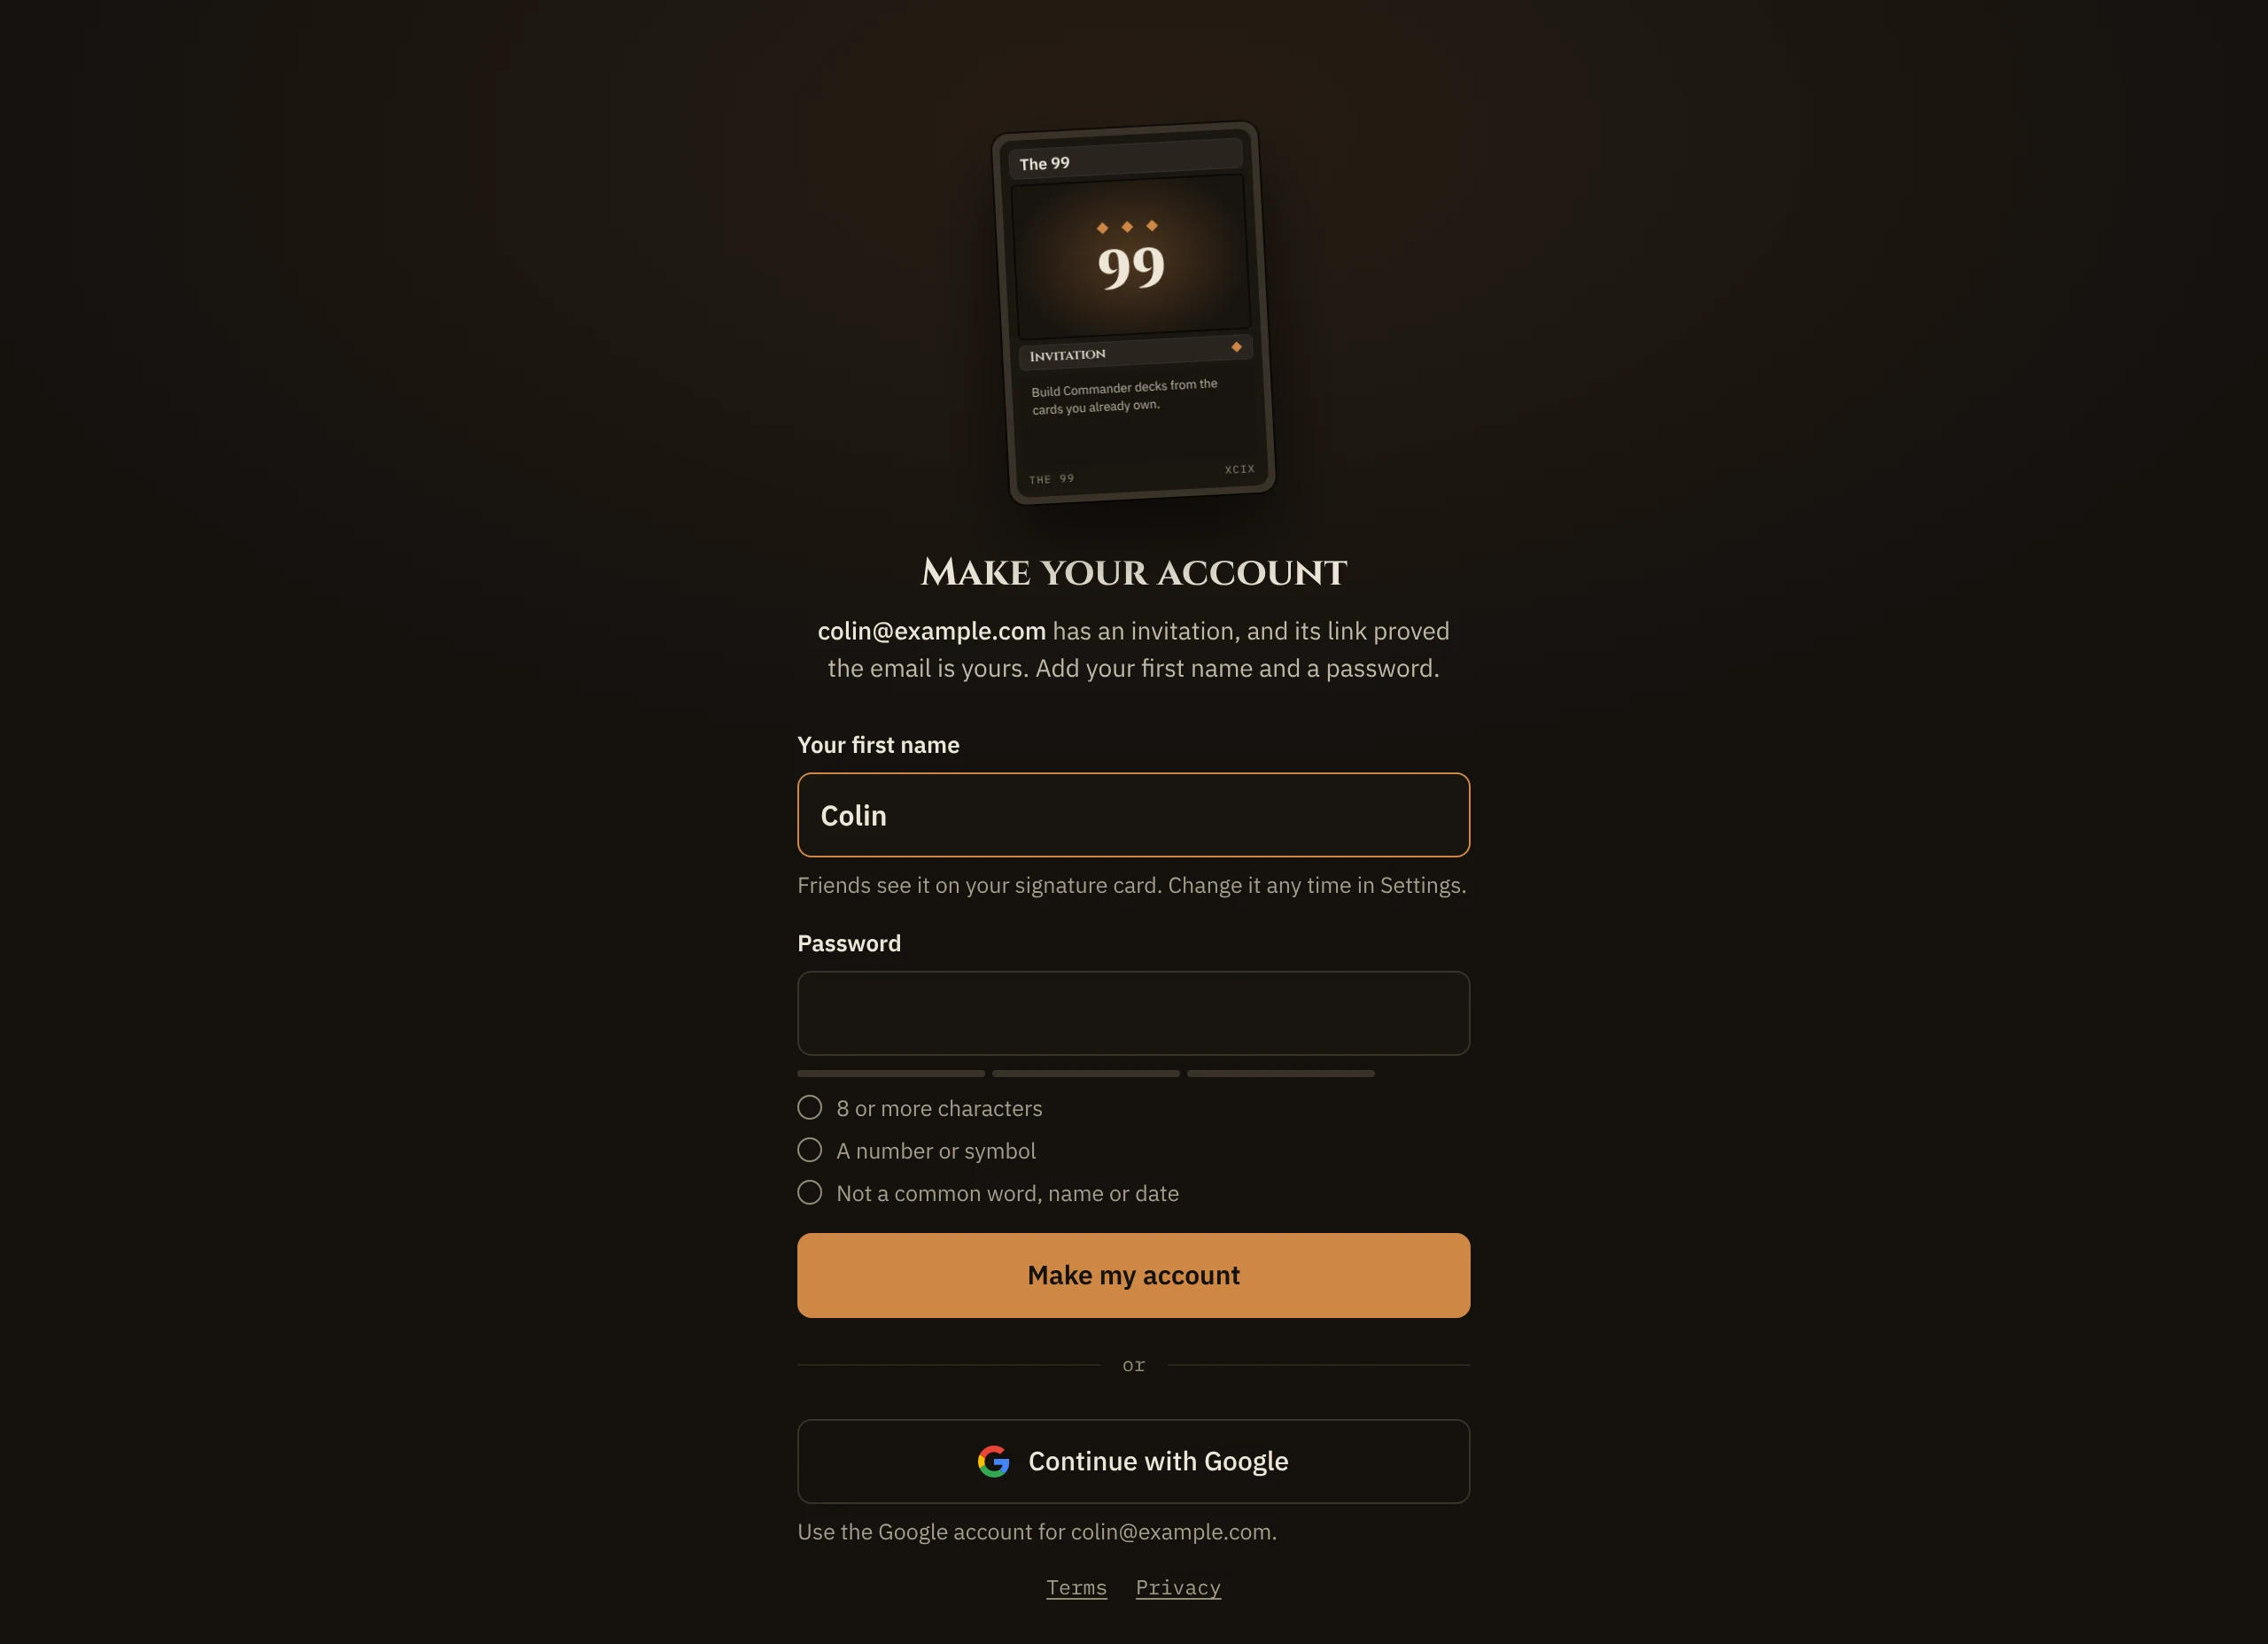 The 99
99
Invitation
Build Commander decks from the
cards you already own.
THE 99
XCIX
Make your account
colin@example.com has an invitation, and its link proved
the email is yours. Add your first name and a password.
Your first name
Colin
Friends see it on your signature card. Change it any time in Settings.
Password
8 or more characters
A number or symbol
Not a common word, name or date
Make my account
or
Continue with Google
Use the Google account for colin@example.com.
Terms Privacy